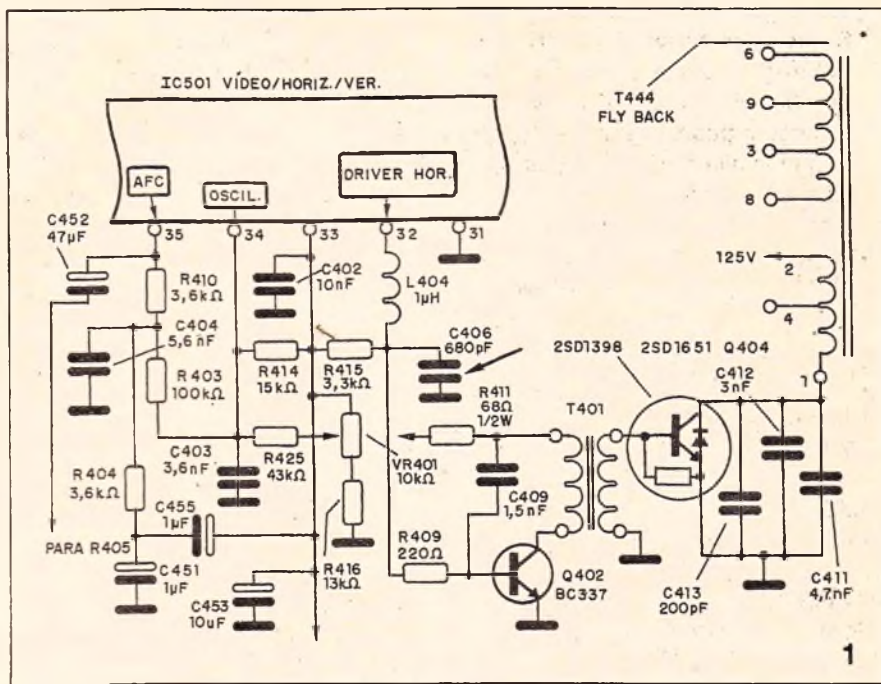 IC501 VÍDEO/HORIZ./VER.
T444
FLY BACK
6
9
3
8
125V
2
4
1
AFC
OSCIL.
DRIVER HOR.
35
34
33
32
31
C452
47µF
R410
3,6kΩ
C404
5,6nF
R403
100kΩ
C402
10nF
L404
1µH
R414
15kΩ
R415
3,3kΩ
C406
680pF
2SD1398 2SD1651 Q404
C412
3nF
R411
68Ω
1/2W
T401
C403
3,6nF
R425
43kΩ
VR401
10kΩ
C409
1,5nF
R404
3,6kΩ
C455
1µF
PARA R405
C451
1µF
C453
10uF
R416
13kΩ
R409
220Ω
Q402
BC337
C413
200pF
C411
4,7nF
1